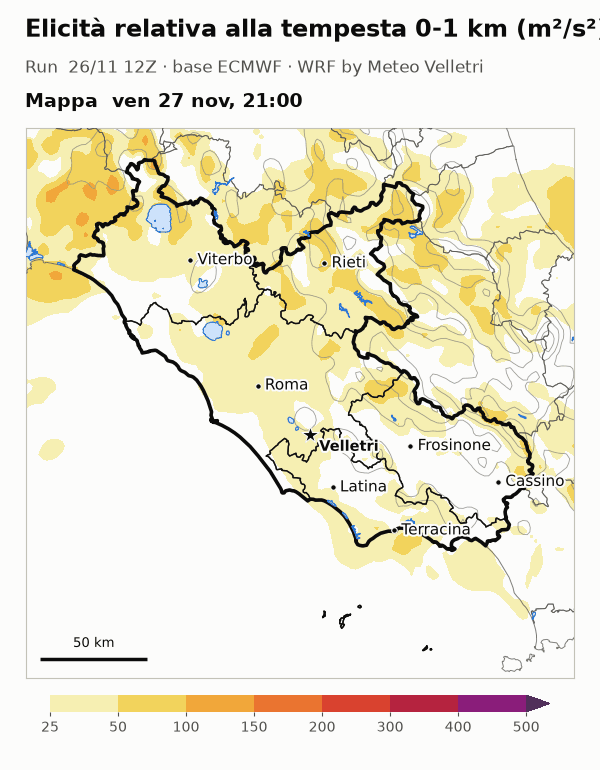 Elicità relativa alla tempesta 0-1 km (m²/s²)
Run 26/11 12Z · base ECMWF · WRF by Meteo Velletri
Mappa ven 27 nov, 21:00
Viterbo
Rieti
Roma
Velletri
Frosinone
Cassino
Latina
Terracina
50 km
25 50 100 150 200 300 400 500